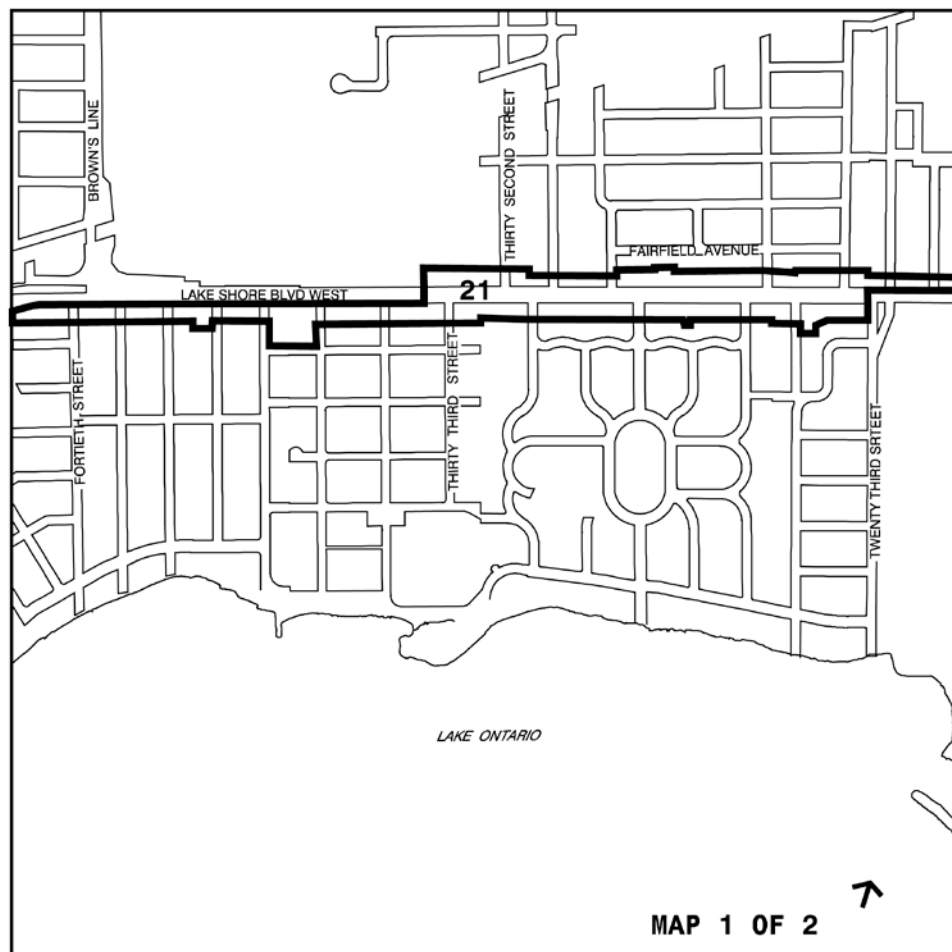 BROWN'S LINE
THIRTY SECOND STREET
FAIRFIELD AVENUE
LAKE SHORE BLVD WEST
21
FORTIETH STREET
THIRTY THIRD STREET
TWENTY THIRD SRTEET
LAKE ONTARIO
MAP 1 OF 2